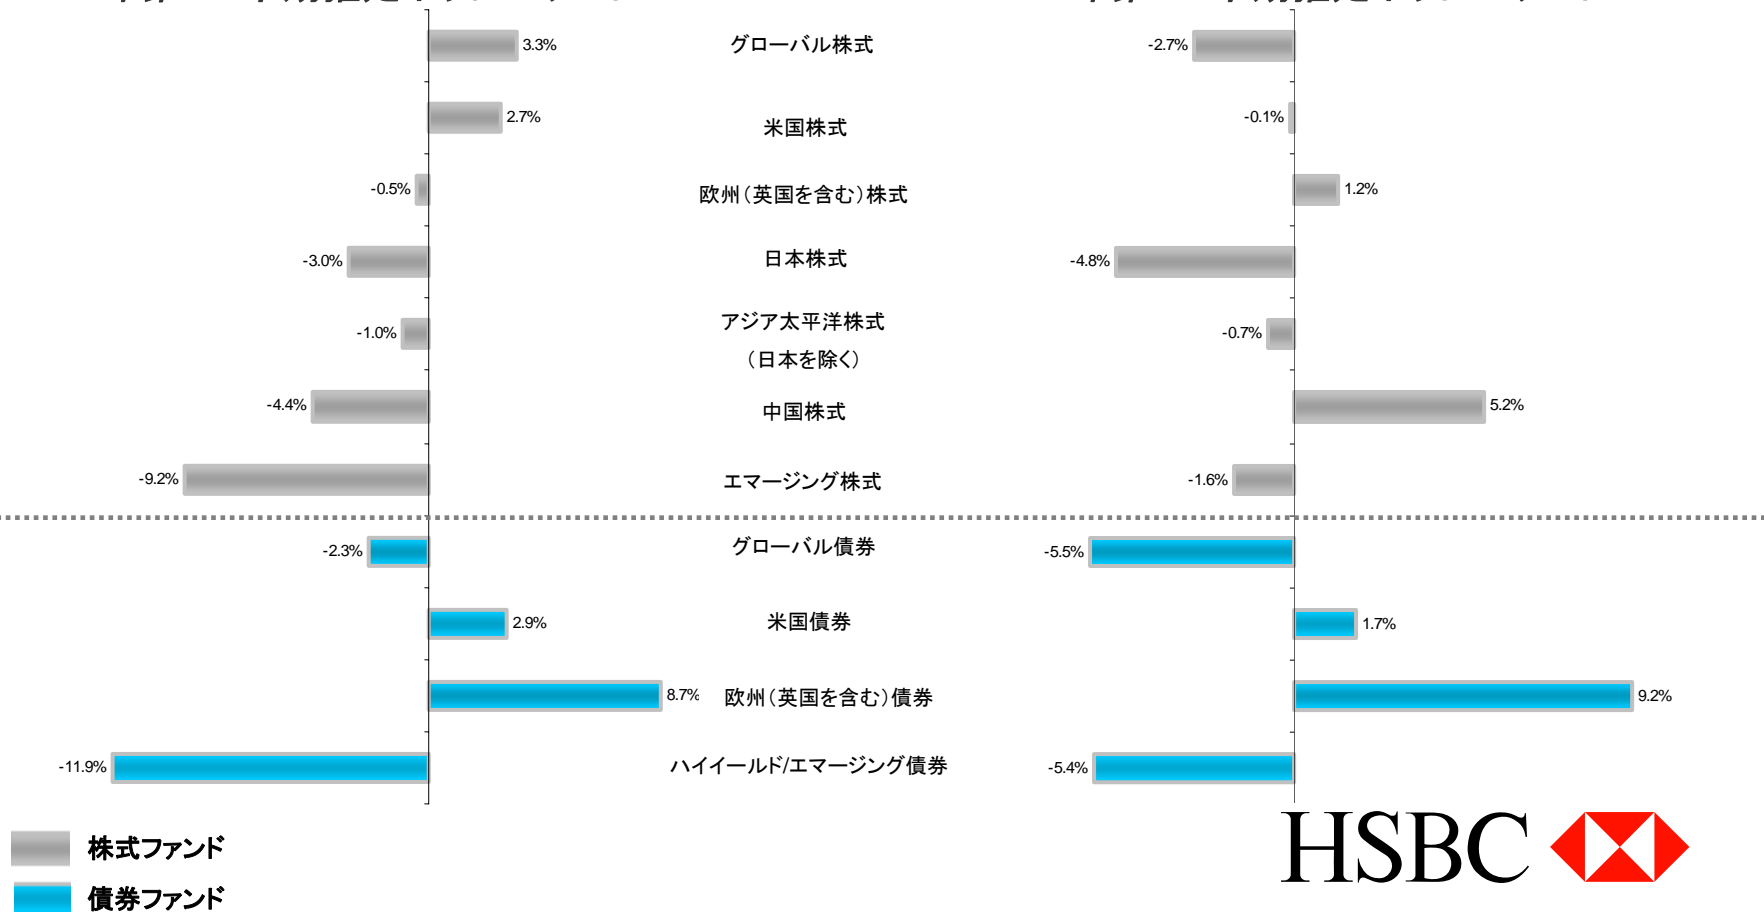 3.3% グローバル株式 -2.7%
2.7% 米国株式 -0.1%
-0.5% 欧州（英国を含む）株式 1.2%
-3.0% 日本株式 -4.8%
-1.0% アジア太平洋株式 -0.7%
（日本を除く）
-4.4% 中国株式 5.2%
-9.2% エマージング株式 -1.6%
-2.3% グローバル債券 -5.5%
2.9% 米国債券 1.7%
8.7% 欧州（英国を含む）債券 9.2%
-11.9% ハイイールド/エマージング債券 -5.4%
株式ファンド
債券ファンド
HSBC